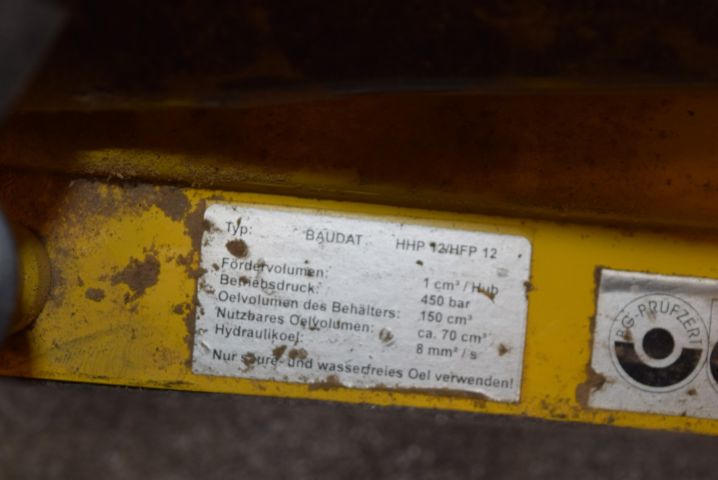 Typ: BAUDAT HHP 12/HFP 12
Fördervolumen: 1 cm³ / Hub
Betriebsdruck: 450 bar
Oelvolumen des Behälters: 150 cm³
Nutzbares Oelvolumen: ca. 70 cm³
Hydraulikoel: 8 mm² / s
Nur säure- und wasserfreies Oel verwenden!
BG-PRÜFZERT